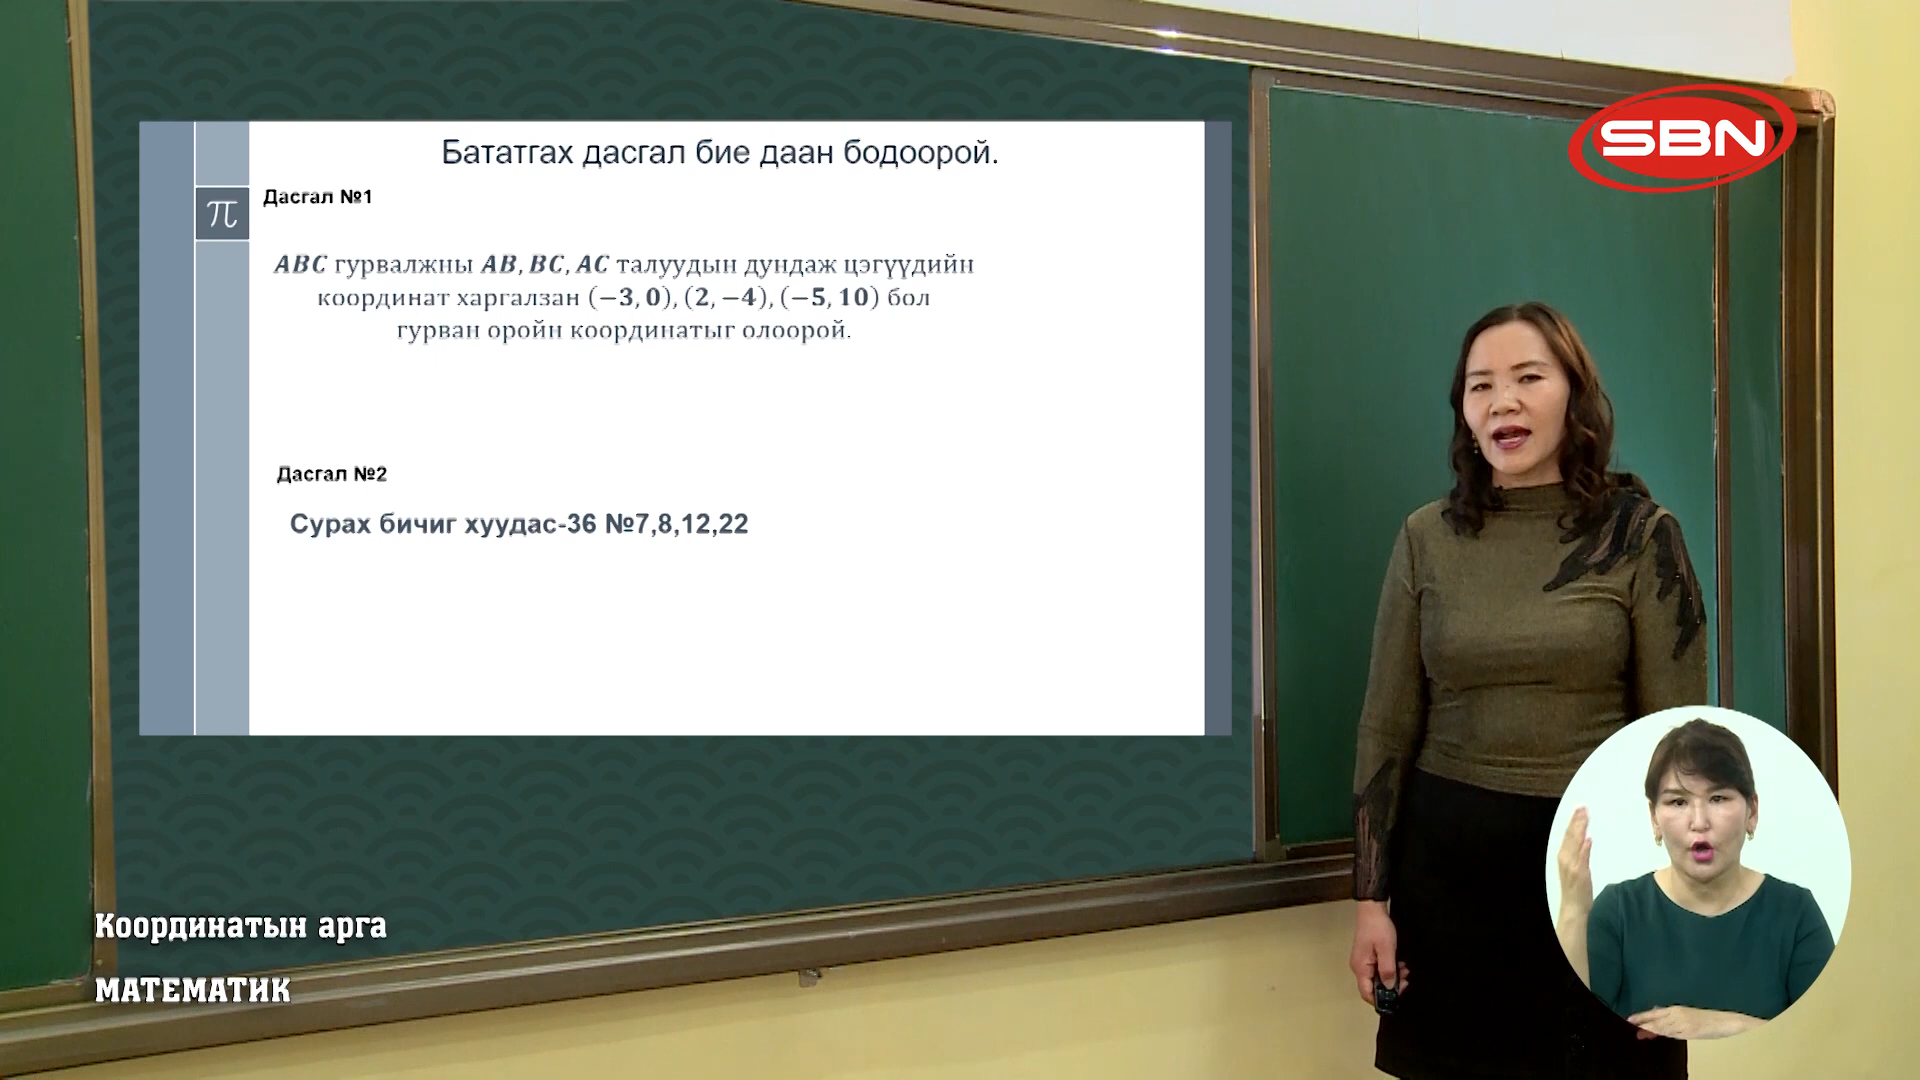 SBN
Бататгах дасгал бие даан бодоорой.
Дасгал №1
π
ABC гурвалжны AB, BC, AC талуудын дундаж цэгүүдийн
координат харгалзан (−3, 0), (2, −4), (−5, 10) бол
гурван оройн координатыг олоорой.
Дасгал №2
Сурах бичиг хуудас-36 №7,8,12,22
Координатын арга
МАТЕМАТИК